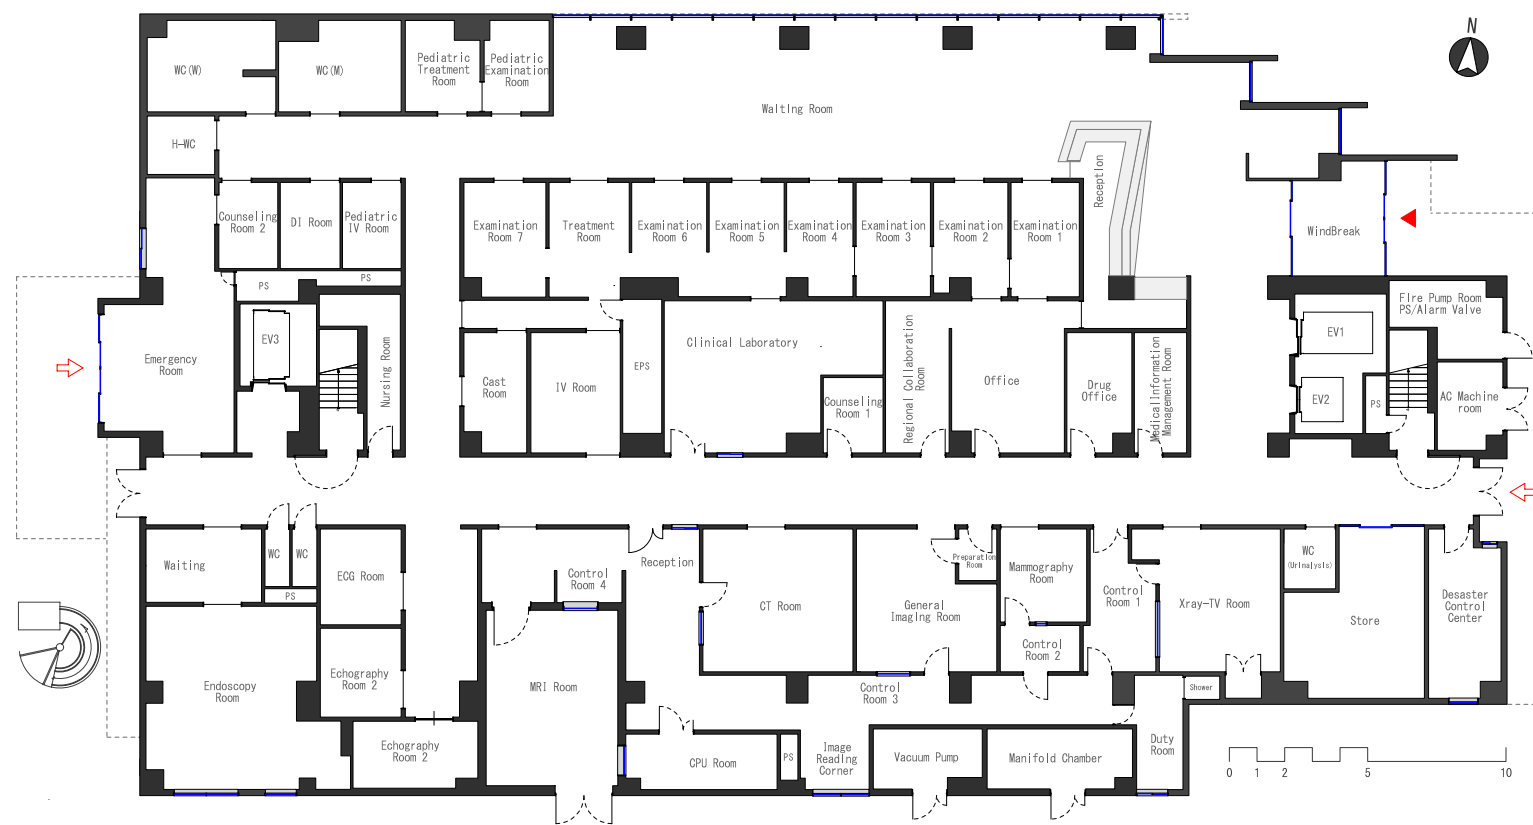 N
WC(W)
WC(M)
Pediatric
Treatment
Room
Pediatric
Examination
Room
Waiting Room
H-WC
Reception
Counseling
Room 2
DI Room
Pediatric
IV Room
Examination
Room 7
Treatment
Room
Examination
Room 6
Examination
Room 5
Examination
Room 4
Examination
Room 3
Examination
Room 2
Examination
Room 1
WindBreak
PS
PS
Fire Pump Room
PS/Alarm Valve
EV3
EV1
Emergency
Room
Nursing Room
Clinical Laboratory
EPS
Cast
Room
IV Room
Counseling
Room 1
Regional Collaboration
Room
Office
Drug
Office
Medical Information
Management Room
EV2
PS
AC Machine
room
Waiting
WC
WC
PS
ECG Room
Control
Room 4
Reception
CT Room
General
Imaging Room
Preparation
Room
Mammography
Room
Control
Room 1
Xray-TV Room
WC
(Urinalysis)
Store
Desaster
Control
Center
Control
Room 2
Endoscopy
Room
Echography
Room 2
MRI Room
Control
Room 3
Shower
Echography
Room 2
CPU Room
PS
Image
Reading
Corner
Vacuum Pump
Manifold Chamber
Duty
Room
0 1 2 5 10